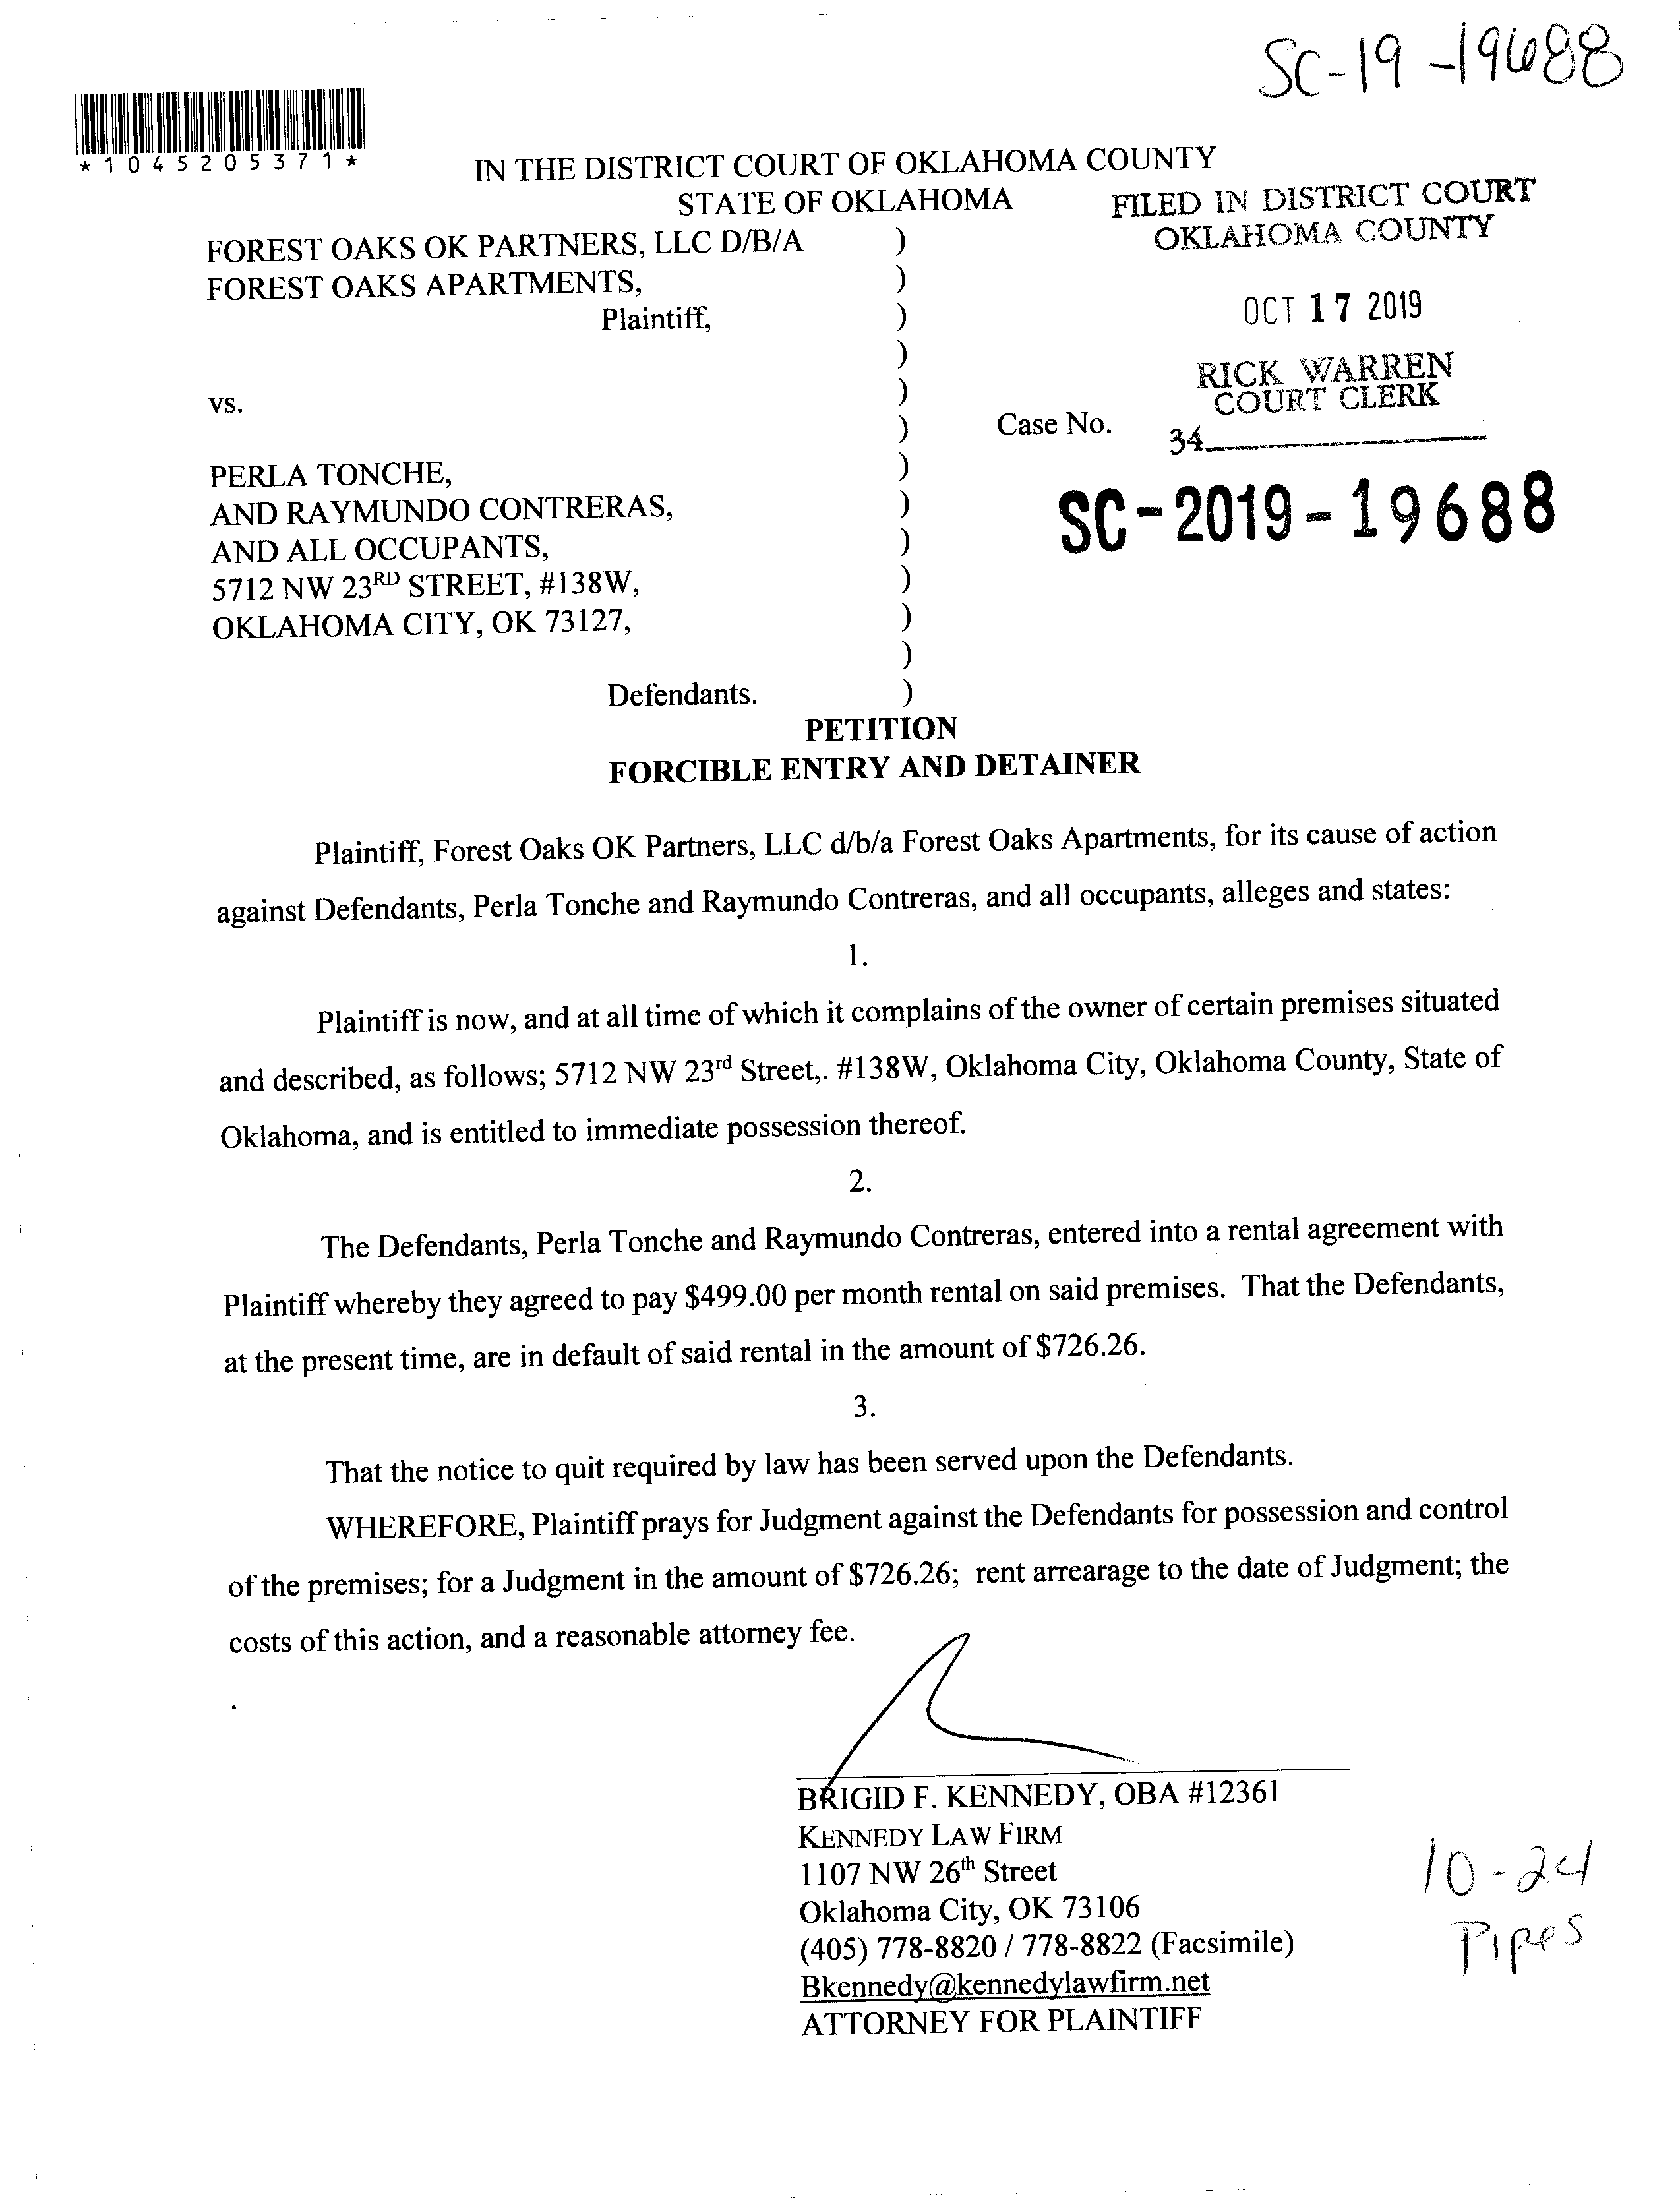 SC-19-19688
*1045205371*
IN THE DISTRICT COURT OF OKLAHOMA COUNTY
STATE OF OKLAHOMA
FILED IN DISTRICT COURT
OKLAHOMA COUNTY
FOREST OAKS OK PARTNERS, LLC D/B/A )
FOREST OAKS APARTMENTS, )
Plaintiff, )
OCT 17 2019
)
RICK WARREN
COURT CLERK
vs. )
) Case No.
34
)
PERLA TONCHE, )
AND RAYMUNDO CONTRERAS, )
SC-2019-19688
AND ALL OCCUPANTS, )
5712 NW 23RD STREET, #138W, )
OKLAHOMA CITY, OK 73127, )
)
Defendants. )
PETITION
FORCIBLE ENTRY AND DETAINER
Plaintiff, Forest Oaks OK Partners, LLC d/b/a Forest Oaks Apartments, for its cause of action
against Defendants, Perla Tonche and Raymundo Contreras, and all occupants, alleges and states:
1.
Plaintiff is now, and at all time of which it complains of the owner of certain premises situated
and described, as follows; 5712 NW 23rd Street,. #138W, Oklahoma City, Oklahoma County, State of
Oklahoma, and is entitled to immediate possession thereof.
2.
The Defendants, Perla Tonche and Raymundo Contreras, entered into a rental agreement with
Plaintiff whereby they agreed to pay $499.00 per month rental on said premises. That the Defendants,
at the present time, are in default of said rental in the amount of $726.26.
3.
That the notice to quit required by law has been served upon the Defendants.
WHEREFORE, Plaintiff prays for Judgment against the Defendants for possession and control
of the premises; for a Judgment in the amount of $726.26; rent arrearage to the date of Judgment; the
costs of this action, and a reasonable attorney fee.
.
BRIGID F. KENNEDY, OBA #12361
KENNEDY LAW FIRM
1107 NW 26th Street
Oklahoma City, OK 73106
(405) 778-8820 / 778-8822 (Facsimile)
Bkennedy@kennedylawfirm.net
ATTORNEY FOR PLAINTIFF
10-24
Pipes